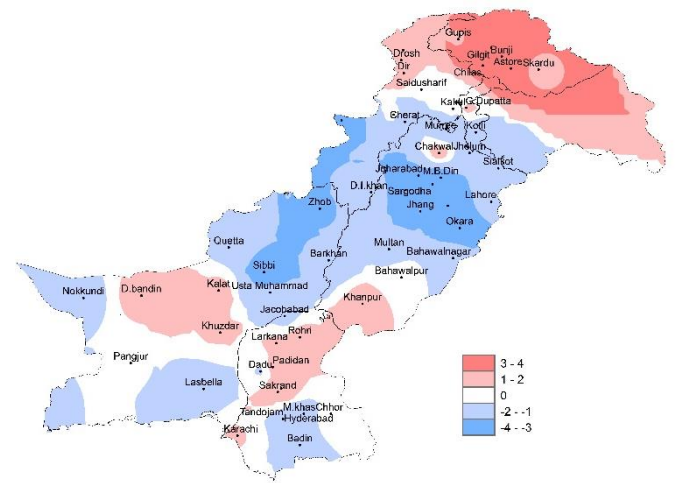 Gupis
Drosh
Gilgit
Bunji
Dir
Astore
Skardu
Chilas
Saidusharif
Kakul
G.Dupatta
Cherat
Murree
Kotli
Chakwal
Jhelum
Sialkot
M.B.Din
D.I.khan
Sargodha
Zhob
Jhang
Lahore
Okara
Quetta
Multan
Barkhan
Bahawalnagar
Sibbi
Bahawalpur
Nokkundi
D.bandin
Kalat
Usta Muhammad
Khanpur
Jacobabad
Khuzdar
Rohri
Larkana
Pangjur
Dadu
Padidan
Lasbella
Sakrand
Tandojam
M.khas
Chhor
Hyderabad
Karachi
Badin
3 - 4
1 - 2
0
-2 - -1
-4 - -3